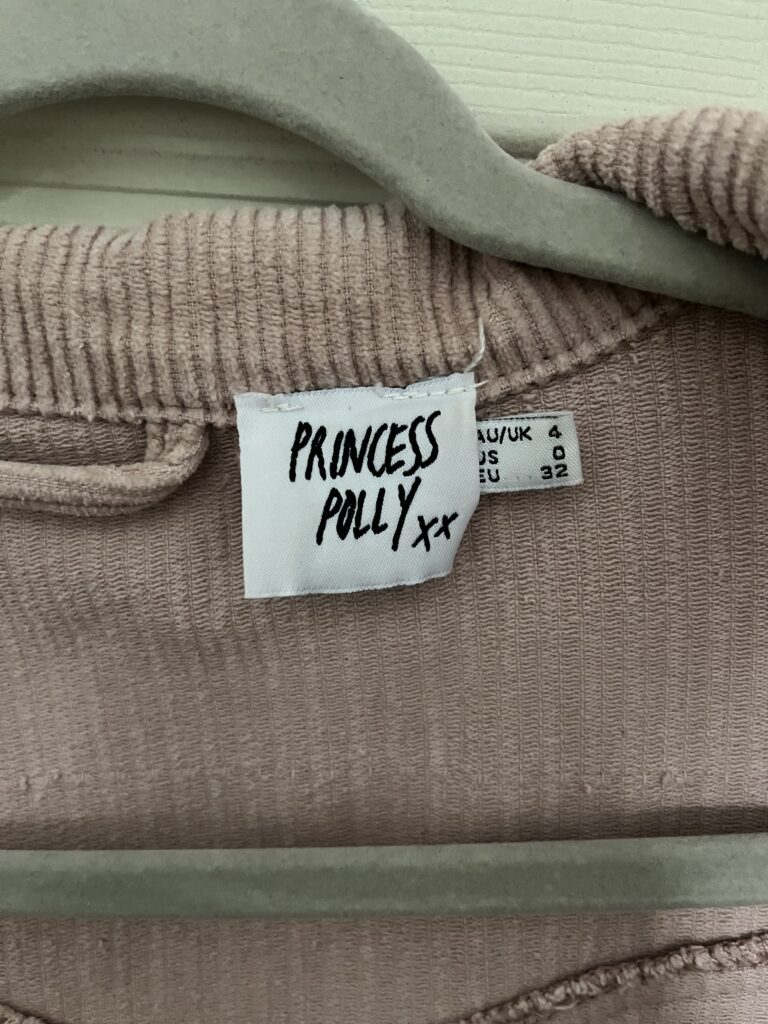 PRINCESS
POLLY xx
AU/UK 4
US 0
EU 32